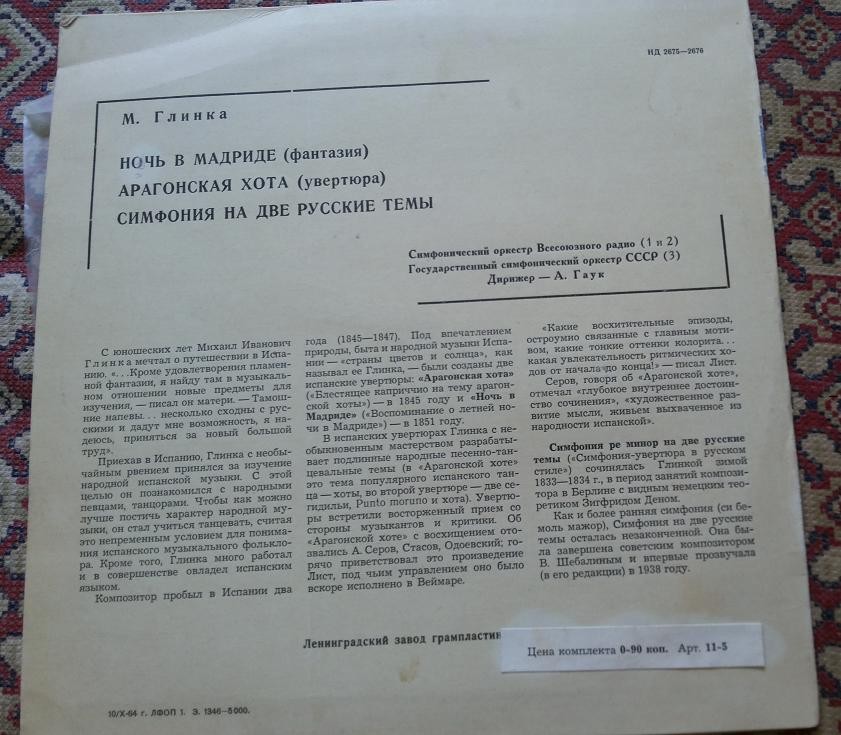 НД 2675—2676
М. Глинка
НОЧЬ В МАДРИДЕ (фантазия)
АРАГОНСКАЯ ХОТА (увертюра)
СИМФОНИЯ НА ДВЕ РУССКИЕ ТЕМЫ
Симфонический оркестр Всесоюзного радио (1 и 2)
Государственный симфонический оркестр СССР (3)
Дирижер — А. Гаук
С юношеских лет Михаил Иванович
Глинка мечтал о путешествии в Испа-
нию. «. . .Кроме удовлетворения пламен-
ной фантазии, я найду там в музыкаль-
ном отношении новые предметы для
изучения, — писал он матери. — Тамош-
ние напевы. . . несколько сходны с рус-
скими и дадут мне возможность, я на-
деюсь, приняться за новый большой
труд».
Приехав в Испанию, Глинка с необы-
чайным рвением принялся за изучение
народной испанской музыки. С этой
целью он познакомился с народными
певцами, танцорами. Чтобы как можно
лучше постичь характер народной му-
зыки, он стал учиться танцевать, считая
это непременным условием для понима-
ния испанского музыкального фолькло-
ра. Кроме того, Глинка много работал
и в совершенстве овладел испанским
языком.
Композитор пробыл в Испании два
года (1845—1847). Под впечатлением
природы, быта и народной музыки Испа-
нии — «страны цветов и солнца», как
называл ее Глинка, — были созданы две
испанские увертюры: «Арагонская хота»
(«Блестящее каприччио на тему арагон-
ской хоты») — в 1845 году и «Ночь в
Мадриде» («Воспоминание о летней но-
чи в Мадриде») — в 1851 году.
В испанских увертюрах Глинка с не-
обыкновенным мастерством разрабаты-
вает подлинные народные песенно-тан-
цевальные темы (в «Арагонской хоте»
это тема популярного испанского тан-
ца — хоты, во второй увертюре — две се-
гидильи, Punto moruno и хота). Увертю-
ры встретили восторженный прием со
стороны музыкантов и критики. Об
«Арагонской хоте» с восхищением ото-
звались А. Серов, Стасов, Одоевский; го-
рячо приветствовал это произведение
Лист, под чьим управлением оно было
вскоре исполнено в Веймаре.
«Какие восхитительные эпизоды,
остроумно связанные с главным моти-
вом, какие тонкие оттенки колорита. . .
какая увлекательность ритмических хо-
дов от начала до конца!» — писал Лист.
Серов, говоря об «Арагонской хоте»,
отмечал «глубокое внутреннее достоин-
ство сочинения», «художественное раз-
витие мысли, живьем выхваченное из
народности испанской».
Симфония ре минор на две русские
темы («Симфония-увертюра в русском
стиле») сочинялась Глинкой зимой
1833—1834 г., в период занятий компози-
тора в Берлине с видным немецким тео-
ретиком Зигфридом Деном.
Как и более ранняя симфония (си бе-
моль мажор), Симфония на две русские
темы осталась незаконченной. Она бы-
ла завершена советским композитором
В. Шебалиным и впервые прозвучала
(в его редакции) в 1938 году.
Ленинградский завод грампластин
Цена комплекта 0-90 коп. Арт. 11-5
10/X-64 г. ЛФОП 1. З. 1346—5000.